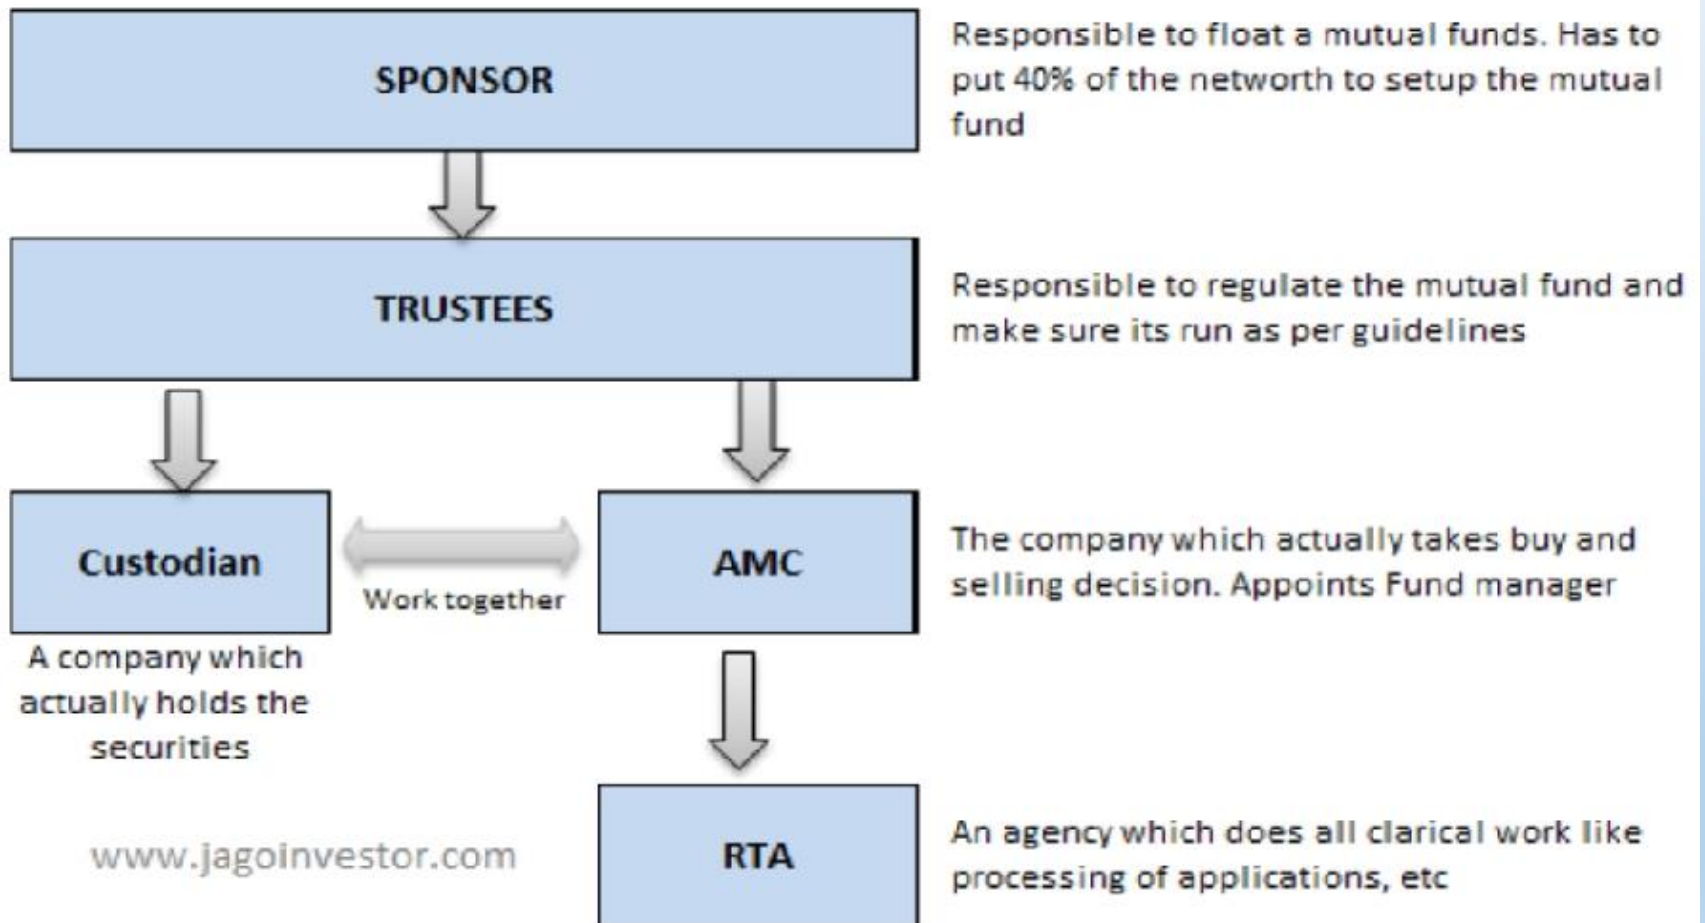 SPONSOR
Responsible to float a mutual funds. Has to
put 40% of the networth to setup the mutual
fund
TRUSTEES
Responsible to regulate the mutual fund and
make sure its run as per guidelines
Custodian
Work together
AMC
The company which actually takes buy and
selling decision. Appoints Fund manager
A company which
actually holds the
securities
www.jagoinvestor.com
RTA
An agency which does all clarical work like
processing of applications, etc